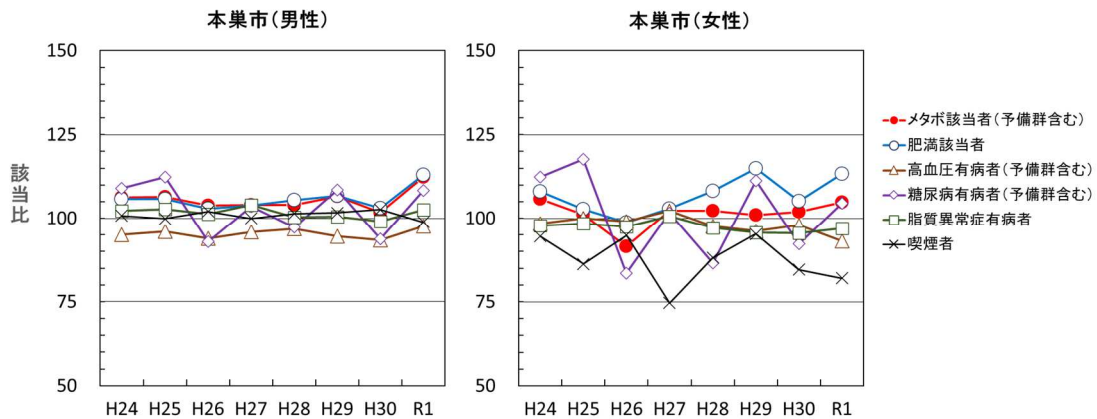 本巣市（男性）
該当比
150
125
100
75
50
H24 H25 H26 H27 H28 H29 H30 R1
本巣市（女性）
150
125
100
75
50
H24 H25 H26 H27 H28 H29 H30 R1
メタボ該当者（予備群含む）
肥満該当者
高血圧有病者（予備群含む）
糖尿病有病者（予備群含む）
脂質異常症有病者
喫煙者